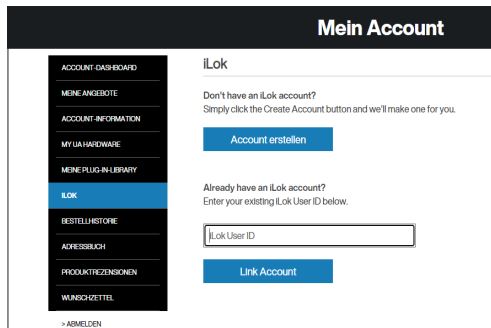 Mein Account
ACCOUNT-DASHBOARD
MEINE ANGEBOTE
ACCOUNT-INFORMATION
MY UA HARDWARE
MEINE PLUG-IN-LIBRARY
ILOK
BESTELLHISTORIE
ADRESSBUCH
PRODUKTREZENSIONEN
WUNSCHZETTEL
> ABMELDEN
iLok
Don't have an iLok account?
Simply click the Create Account button and we'll make one for you.
Account erstellen
Already have an iLok account?
Enter your existing iLok User ID below.
iLok User ID
Link Account